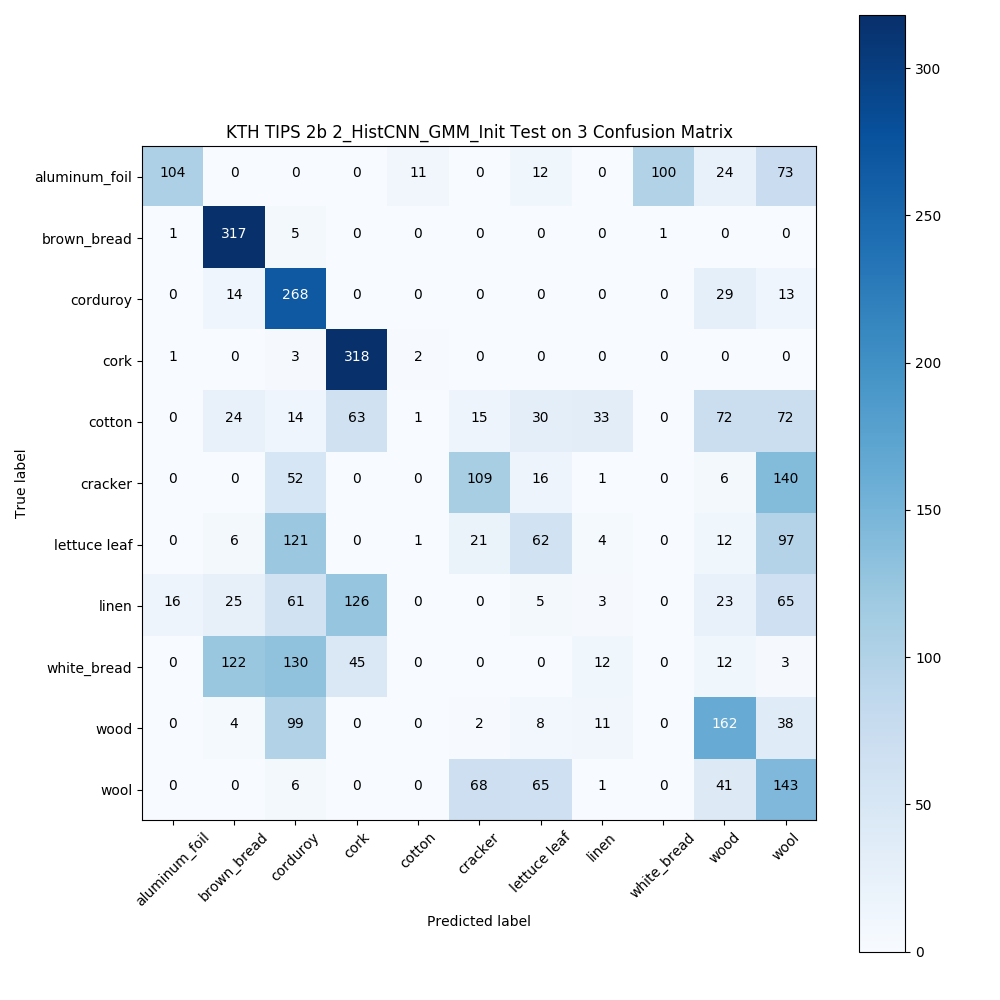 KTH TIPS 2b 2_HistCNN_GMM_Init Test on 3 Confusion Matrix
True label
aluminum_foil 104 0 0 0 11 0 12 0 100 24 73
brown_bread 1 317 5 0 0 0 0 0 1 0 0
corduroy 0 14 268 0 0 0 0 0 0 29 13
cork 1 0 3 318 2 0 0 0 0 0 0
cotton 0 24 14 63 1 15 30 33 0 72 72
cracker 0 0 52 0 0 109 16 1 0 6 140
lettuce leaf 0 6 121 0 1 21 62 4 0 12 97
linen 16 25 61 126 0 0 5 3 0 23 65
white_bread 0 122 130 45 0 0 0 12 0 12 3
wood 0 4 99 0 0 2 8 11 0 162 38
wool 0 0 6 0 0 68 65 1 0 41 143
aluminum_foil brown_bread corduroy cork cotton cracker lettuce leaf linen white_bread wood wool
Predicted label
300
250
200
150
100
50
0